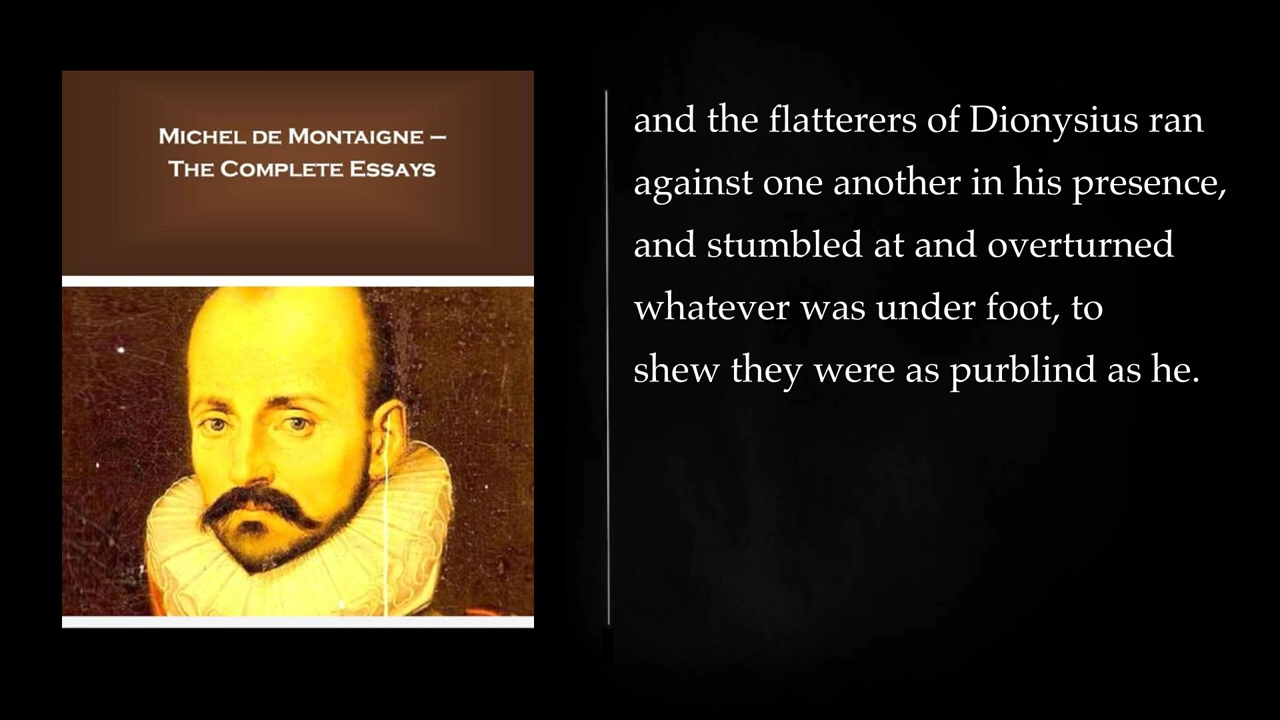 MICHEL DE MONTAIGNE –
THE COMPLETE ESSAYS
and the flatterers of Dionysius ran
against one another in his presence,
and stumbled at and overturned
whatever was under foot, to
shew they were as purblind as he.